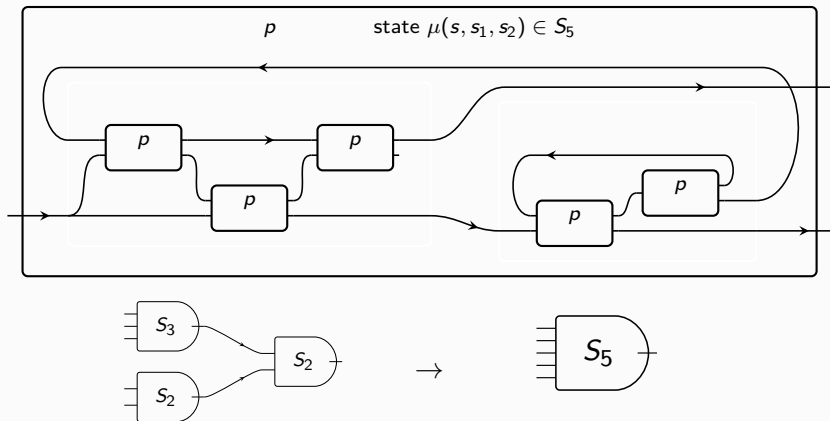 p state μ(s, s₁, s₂) ∈ S₅
p
p
p
p
p
S₃
S₂
S₂
→
S₅